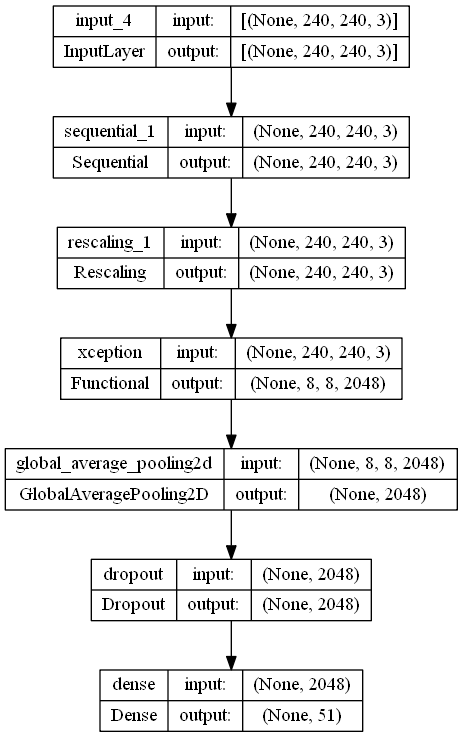 input_4 input: [(None, 240, 240, 3)]
InputLayer output: [(None, 240, 240, 3)]
sequential_1 input: (None, 240, 240, 3)
Sequential output: (None, 240, 240, 3)
rescaling_1 input: (None, 240, 240, 3)
Rescaling output: (None, 240, 240, 3)
xception input: (None, 240, 240, 3)
Functional output: (None, 8, 8, 2048)
global_average_pooling2d input: (None, 8, 8, 2048)
GlobalAveragePooling2D output: (None, 2048)
dropout input: (None, 2048)
Dropout output: (None, 2048)
dense input: (None, 2048)
Dense output: (None, 51)